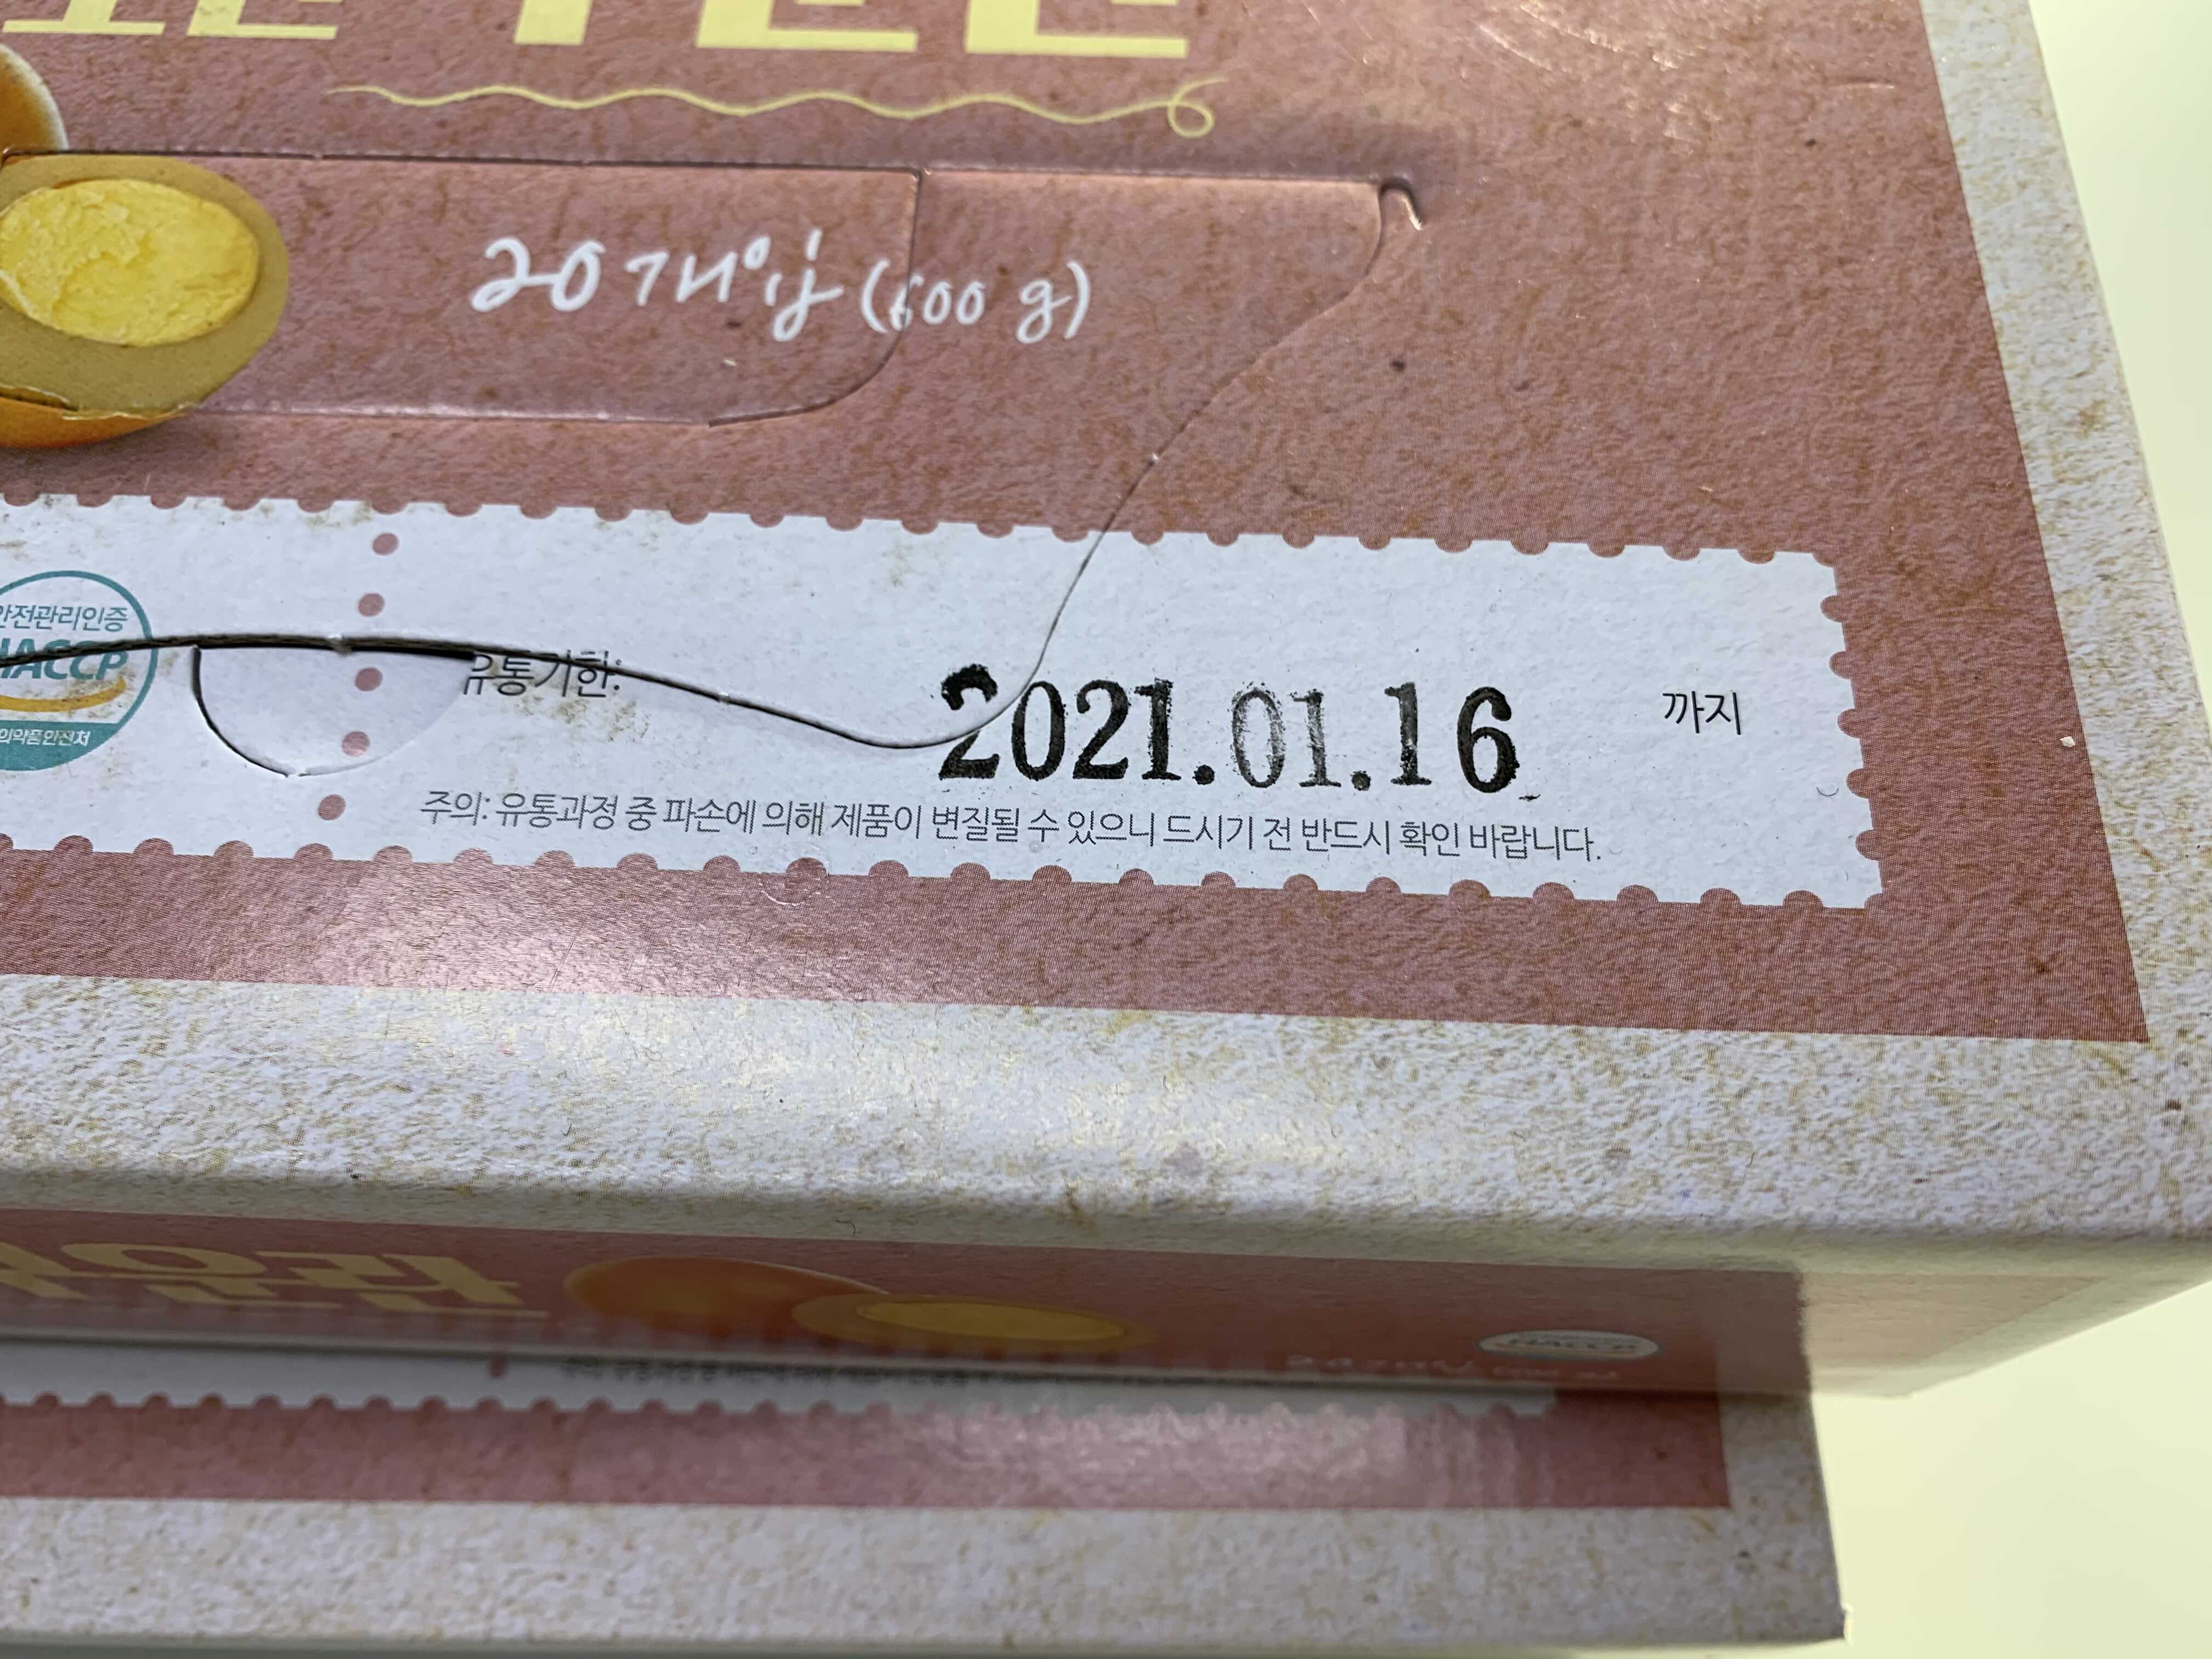 20개입 (600 g)
안전관리인증
HACCP
의약품안전처
유통기한:
2021.01.16
까지
주의: 유통과정 중 파손에 의해 제품이 변질될 수 있으니 드시기 전 반드시 확인 바랍니다.
HACCP